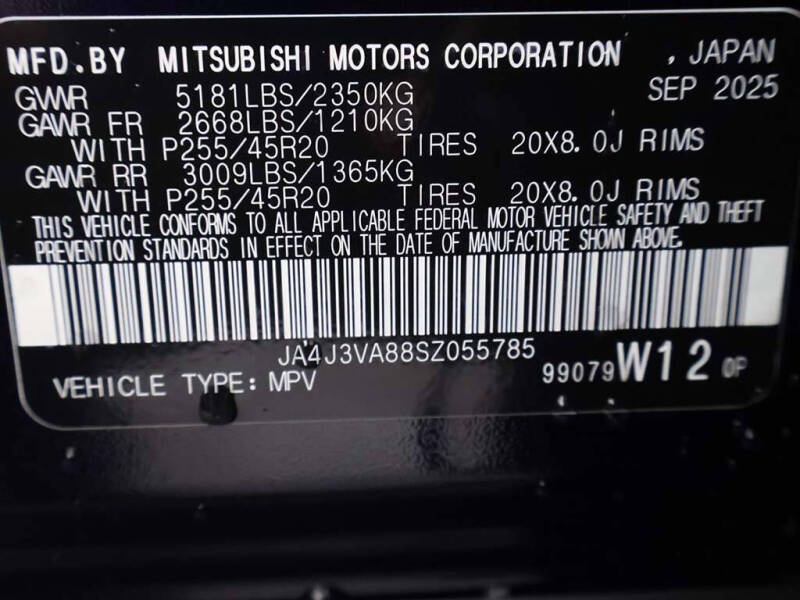 MFD.BY MITSUBISHI MOTORS CORPORATION , JAPAN
GVWR 5181LBS/2350KG SEP 2025
GAWR FR 2668LBS/1210KG
WITH P255/45R20 TIRES 20X8.0J RIMS
GAWR RR 3009LBS/1365KG
WITH P255/45R20 TIRES 20X8.0J RIMS
THIS VEHICLE CONFORMS TO ALL APPLICABLE FEDERAL MOTOR VEHICLE SAFETY AND THEFT
PREVENTION STANDARDS IN EFFECT ON THE DATE OF MANUFACTURE SHOWN ABOVE.
JA4J3VA88SZ055785
VEHICLE TYPE: MPV 99079 W12 0P